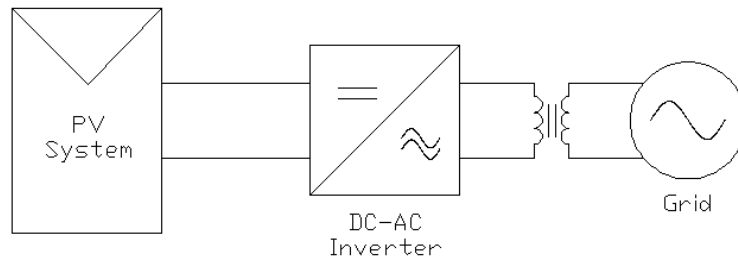 PV
System
DC-AC
Inverter
Grid